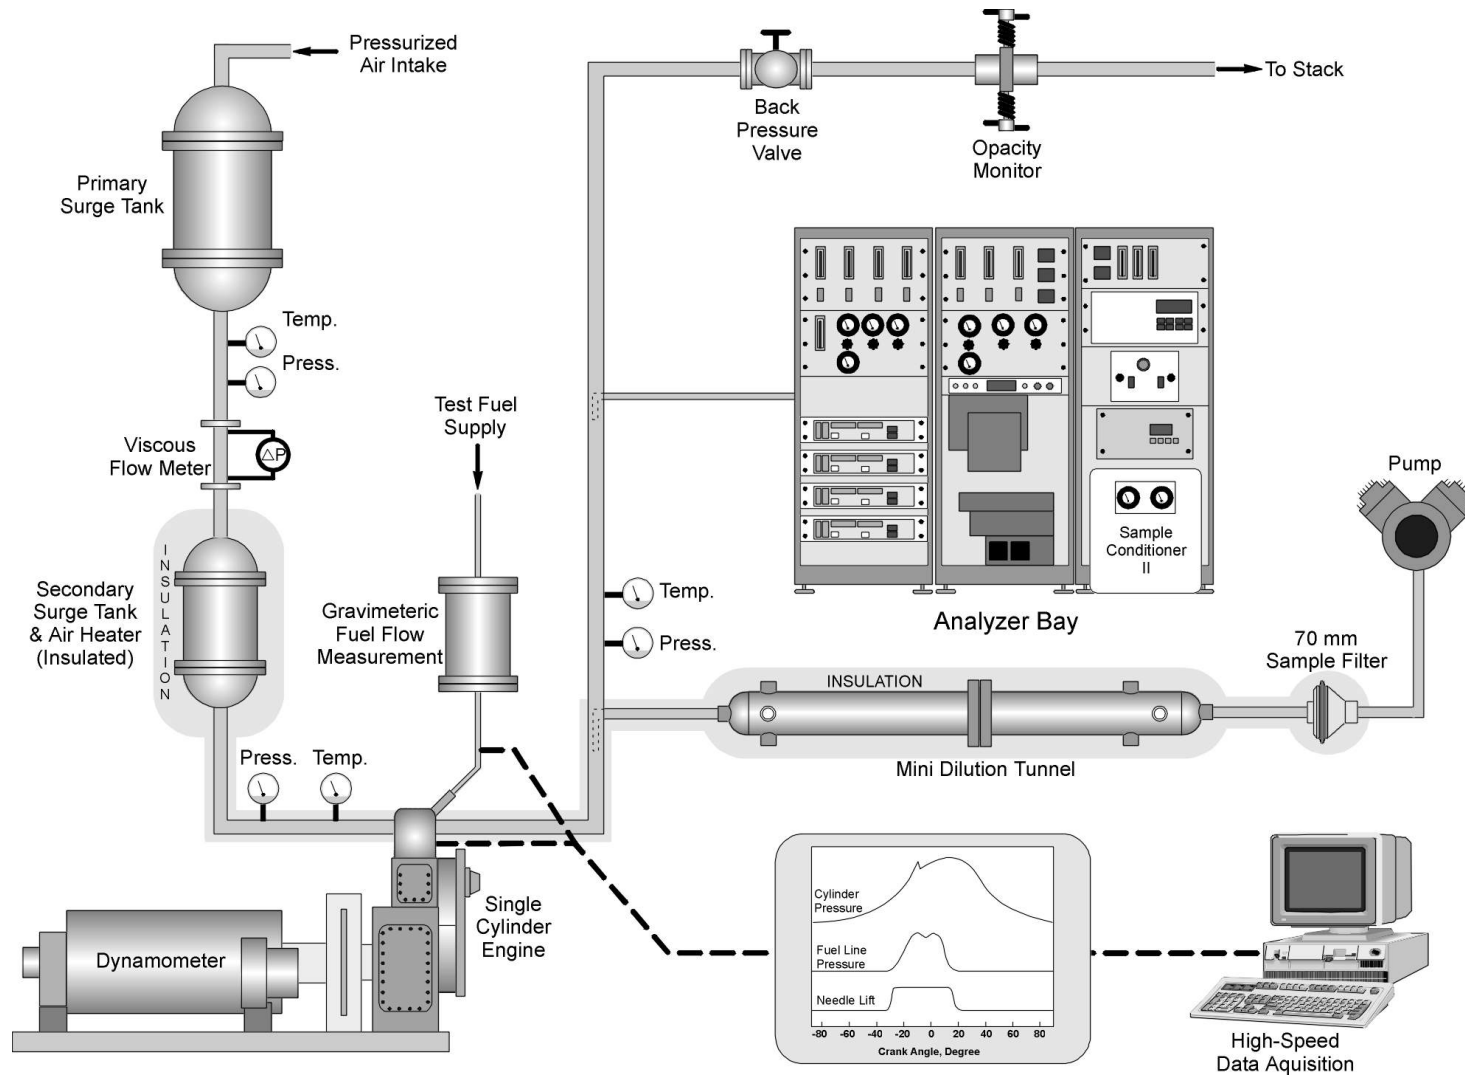 Pressurized
Air Intake
To Stack
Back
Pressure
Valve
Opacity
Monitor
Primary
Surge Tank
Temp.
Press.
Viscous
Flow Meter
△P
Test Fuel
Supply
INSULATION
Secondary
Surge Tank
& Air Heater
(Insulated)
Gravimeteric
Fuel Flow
Measurement
Sample
Conditioner
II
Analyzer Bay
Pump
70 mm
Sample Filter
Temp.
Press.
INSULATION
Mini Dilution Tunnel
Press.
Temp.
Single
Cylinder
Engine
Dynamometer
Cylinder
Pressure
Fuel Line
Pressure
Needle Lift
-80 -60 -40 -20 0 20 40 60 80
Crank Angle, Degree
High-Speed
Data Aquisition